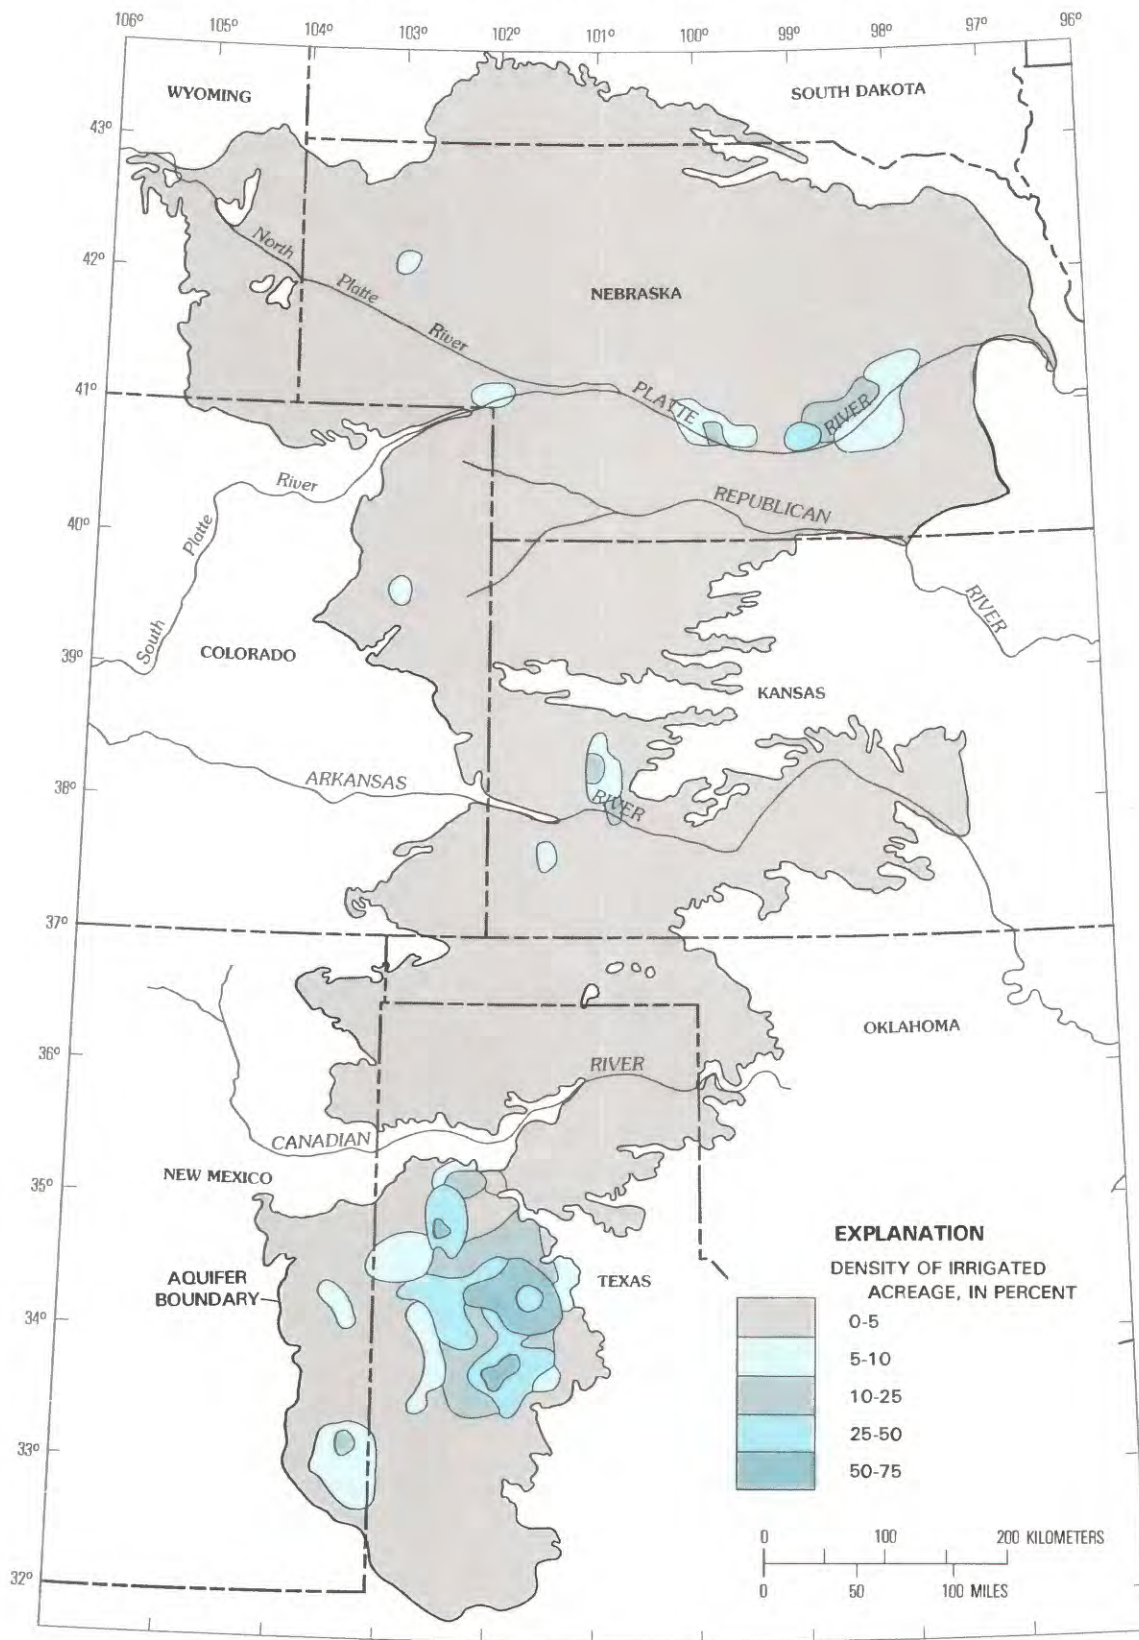 106° 105° 104° 103° 102° 101° 100° 99° 98° 97° 96°
WYOMING
SOUTH DAKOTA
43°
North
Platte
River
42°
NEBRASKA
41°
PLATTE
RIVER
River
Platte
South
REPUBLICAN
RIVER
40°
39°
COLORADO
KANSAS
ARKANSAS
RIVER
38°
37°
OKLAHOMA
36°
RIVER
CANADIAN
NEW MEXICO
35°
AQUIFER
BOUNDARY
TEXAS
34°
33°
32°
EXPLANATION
DENSITY OF IRRIGATED
ACREAGE, IN PERCENT
0-5
5-10
10-25
25-50
50-75
0 100 200 KILOMETERS
0 50 100 MILES